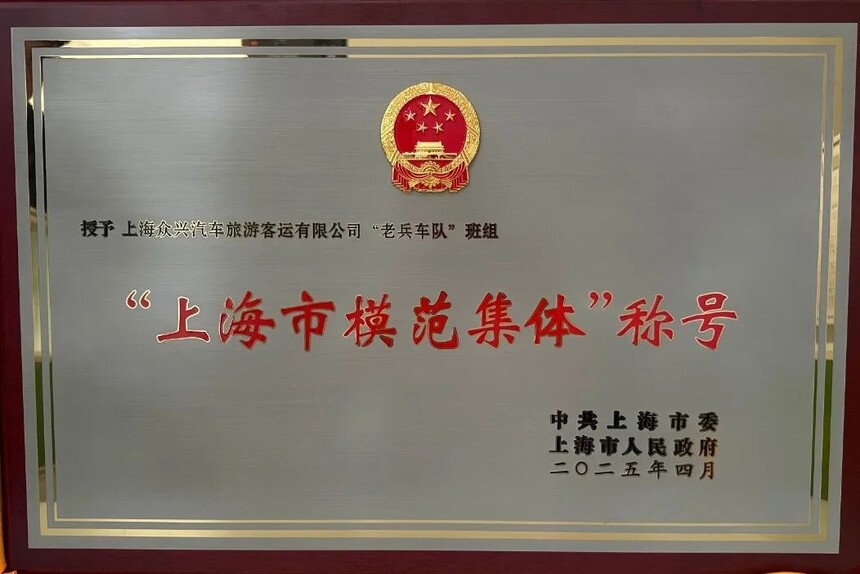 授予 上海众兴汽车旅游客运有限公司“老兵车队”班组
“上海市模范集体”称号
中共上海市委
上海市人民政府
二〇二五年四月